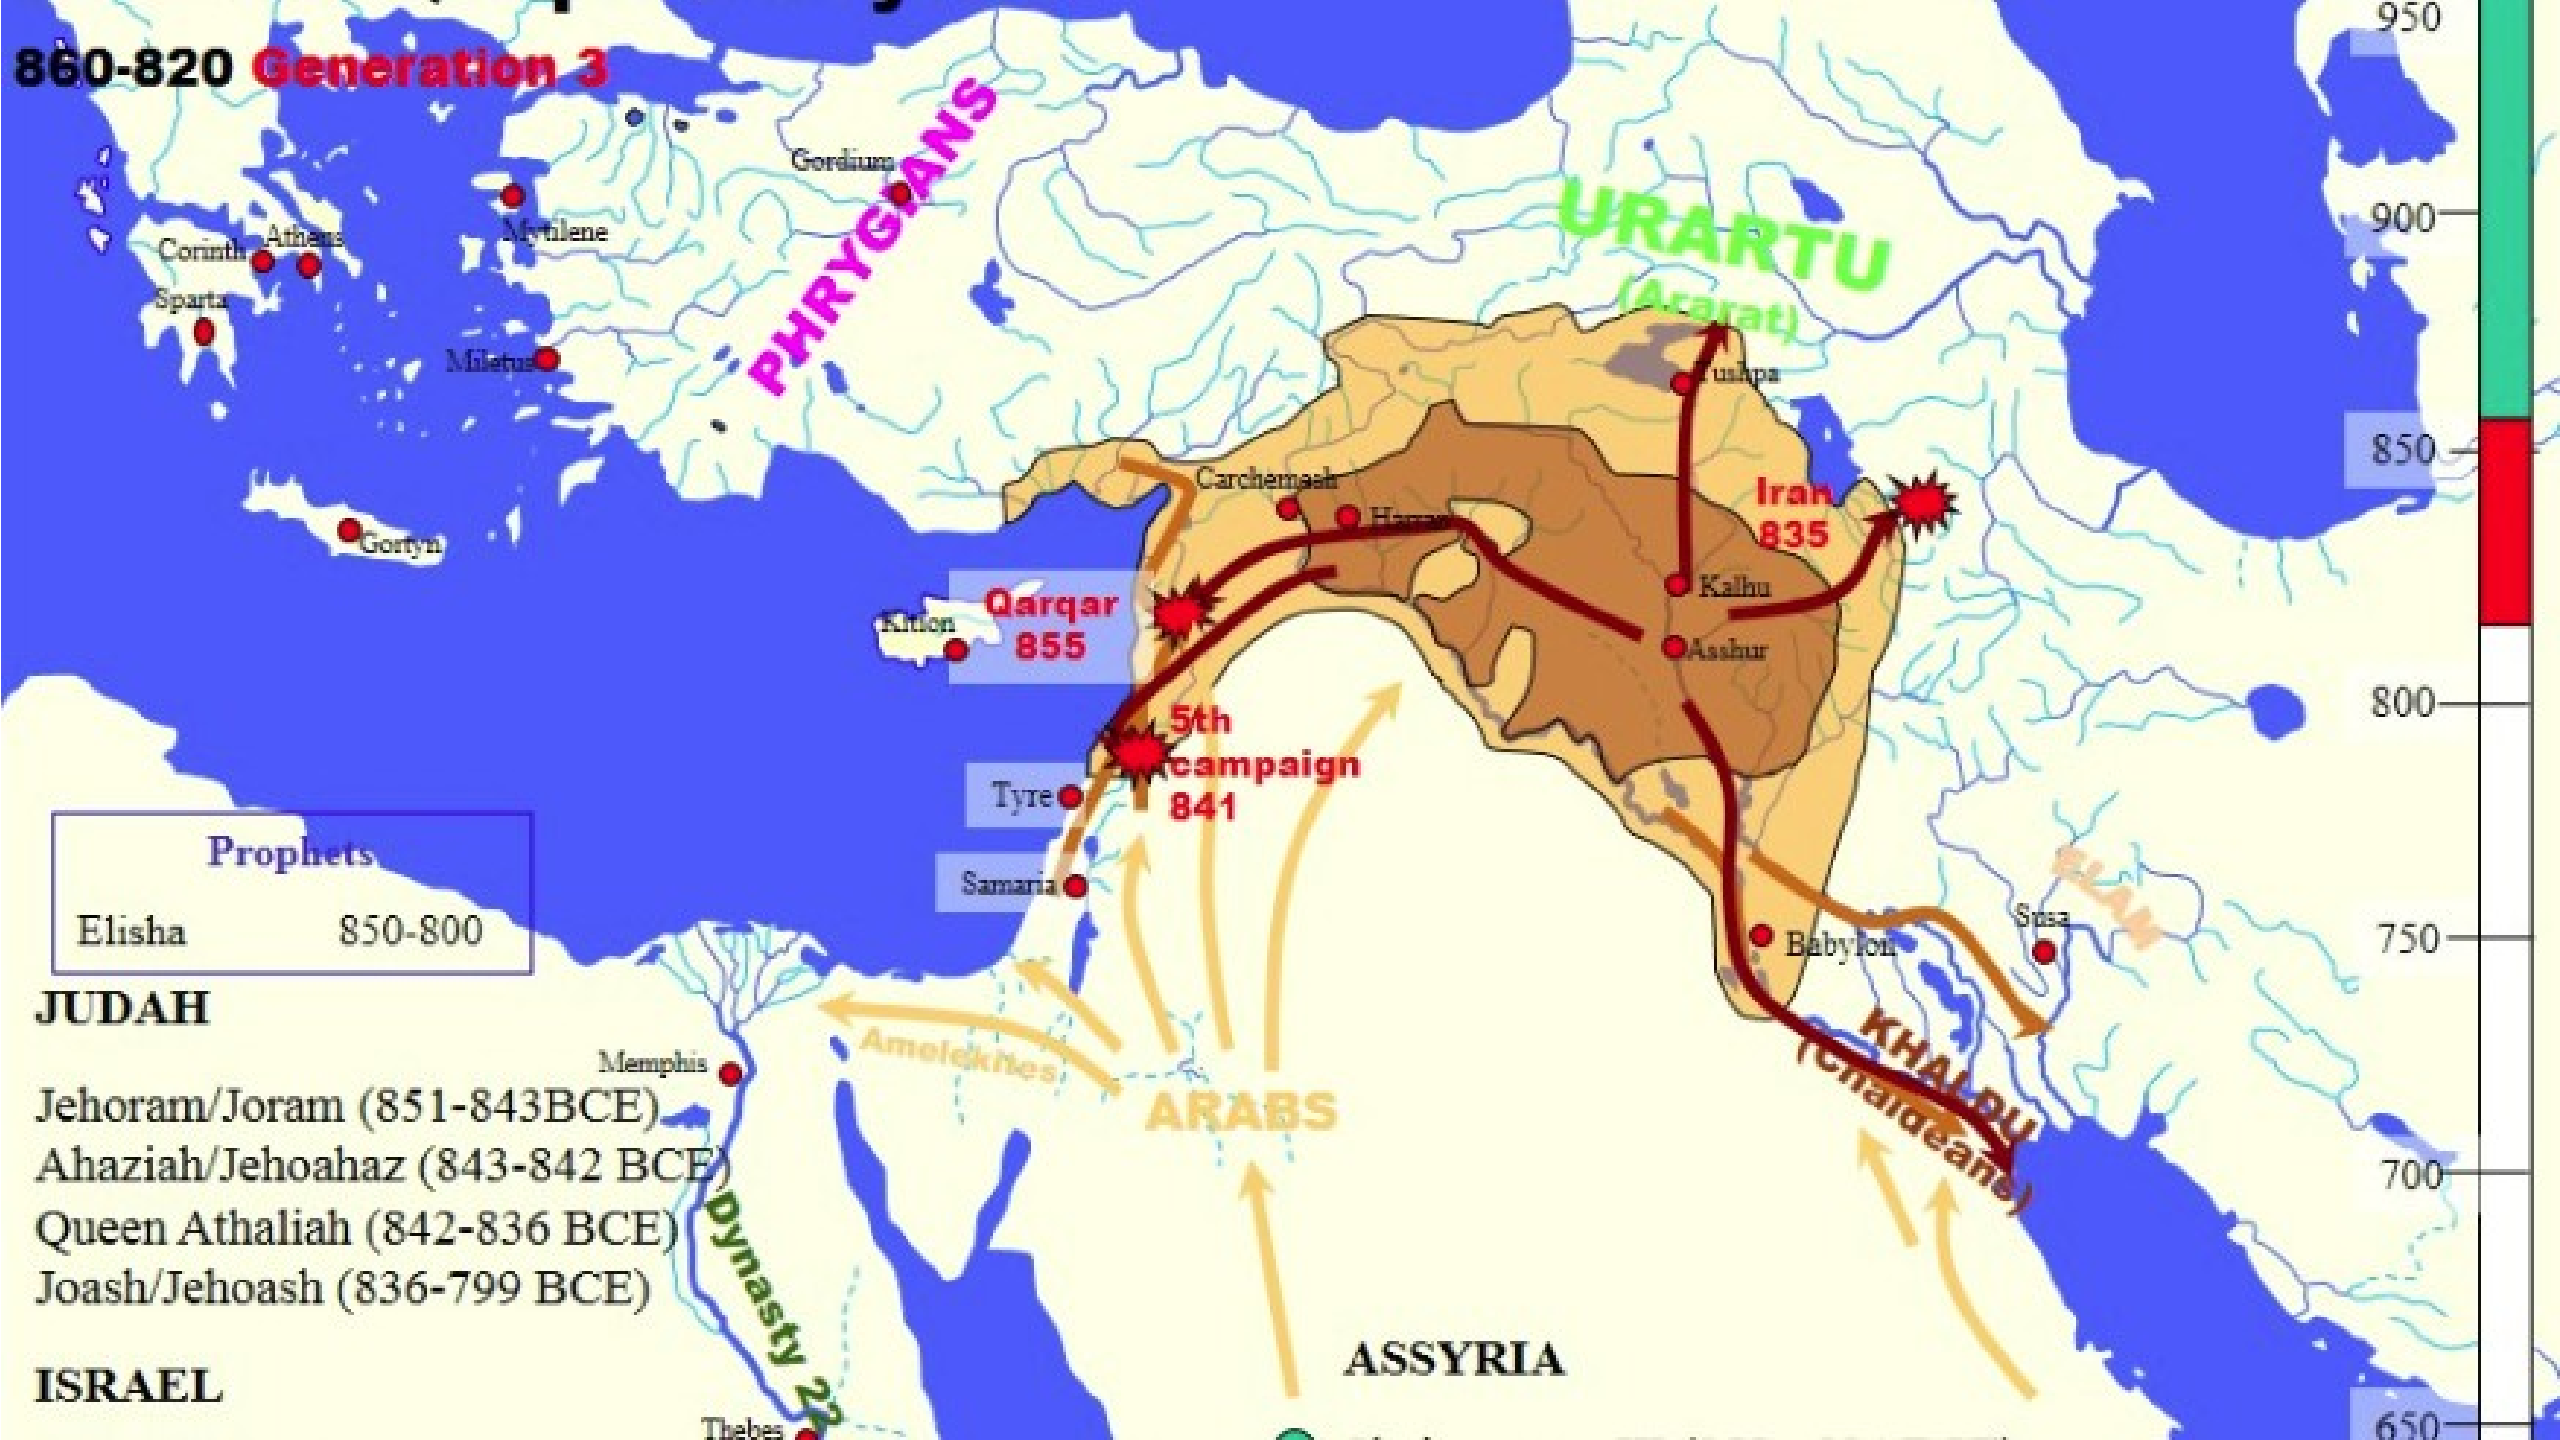 860-820 Generation 3
950
900
850
800
750
700
650
PHRYGIANS
Gordium
Mytilene
Corinth
Athens
Sparta
Miletus
Gortyn
URARTU
(Ararat)
Tushpa
Carchemesh
Harran
Iran
835
Kalhu
Asshur
Qarqar
855
Kition
5th
campaign
841
Tyre
Samaria
ELAM
Susa
Babylon
KHALDU
(Chaldeans)
Amelekites
ARABS
Prophets
Elisha 850-800
JUDAH
Memphis
Jehoram/Joram (851-843BCE)
Ahaziah/Jehoahaz (843-842 BCE)
Queen Athaliah (842-836 BCE)
Joash/Jehoash (836-799 BCE)
Dynasty 22
ISRAEL
Thebes
ASSYRIA